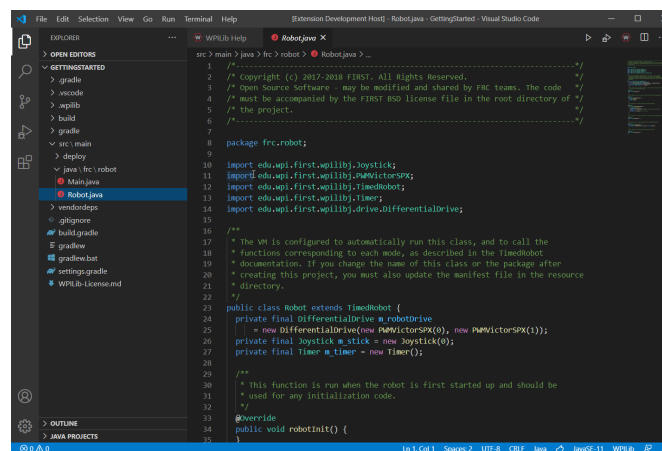 File Edit Selection View Go Run Terminal Help [Extension Development Host] - Robot.java - GettingStarted - Visual Studio Code
EXPLORER
OPEN EDITORS
GETTINGSTARTED
.gradle
.vscode
.wpilib
build
gradle
src \ main
deploy
java \ frc \ robot
Main.java
Robot.java
vendordeps
.gitignore
build.gradle
gradlew
gradlew.bat
settings.gradle
WPILib-License.md
OUTLINE
JAVA PROJECTS
WPILib Help Robot.java
src > main > java > frc > robot > Robot.java > ...
1 /*----------------------------------------------------------------------------*/
2 /* Copyright (c) 2017-2018 FIRST. All Rights Reserved. */
3 /* Open Source Software - may be modified and shared by FRC teams. The code */
4 /* must be accompanied by the FIRST BSD license file in the root directory of */
5 /* the project. */
6 /*----------------------------------------------------------------------------*/
7
8 package frc.robot;
9
10 import edu.wpi.first.wpilibj.Joystick;
11 import edu.wpi.first.wpilibj.PWMVictorSPX;
12 import edu.wpi.first.wpilibj.TimedRobot;
13 import edu.wpi.first.wpilibj.Timer;
14 import edu.wpi.first.wpilibj.drive.DifferentialDrive;
15
16 /**
17 * The VM is configured to automatically run this class, and to call the
18 * functions corresponding to each mode, as described in the TimedRobot
19 * documentation. If you change the name of this class or the package after
20 * creating this project, you must also update the manifest file in the resource
21 * directory.
22 */
23 public class Robot extends TimedRobot {
24 private final DifferentialDrive m_robotDrive
25 = new DifferentialDrive(new PWMVictorSPX(0), new PWMVictorSPX(1));
26 private final Joystick m_stick = new Joystick(0);
27 private final Timer m_timer = new Timer();
28
29 /**
30 * This function is run when the robot is first started up and should be
31 * used for any initialization code.
32 */
33 @Override
34 public void robotInit() {
35 }
0 0 Ln 1, Col 1 Spaces: 2 UTF-8 CRLF Java JavaSE-11 WPILib